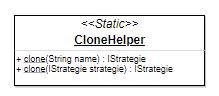 <<Static>>
CloneHelper
+ clone(String name) : IStrategie
+ clone(IStrategie strategie) : IStrategie